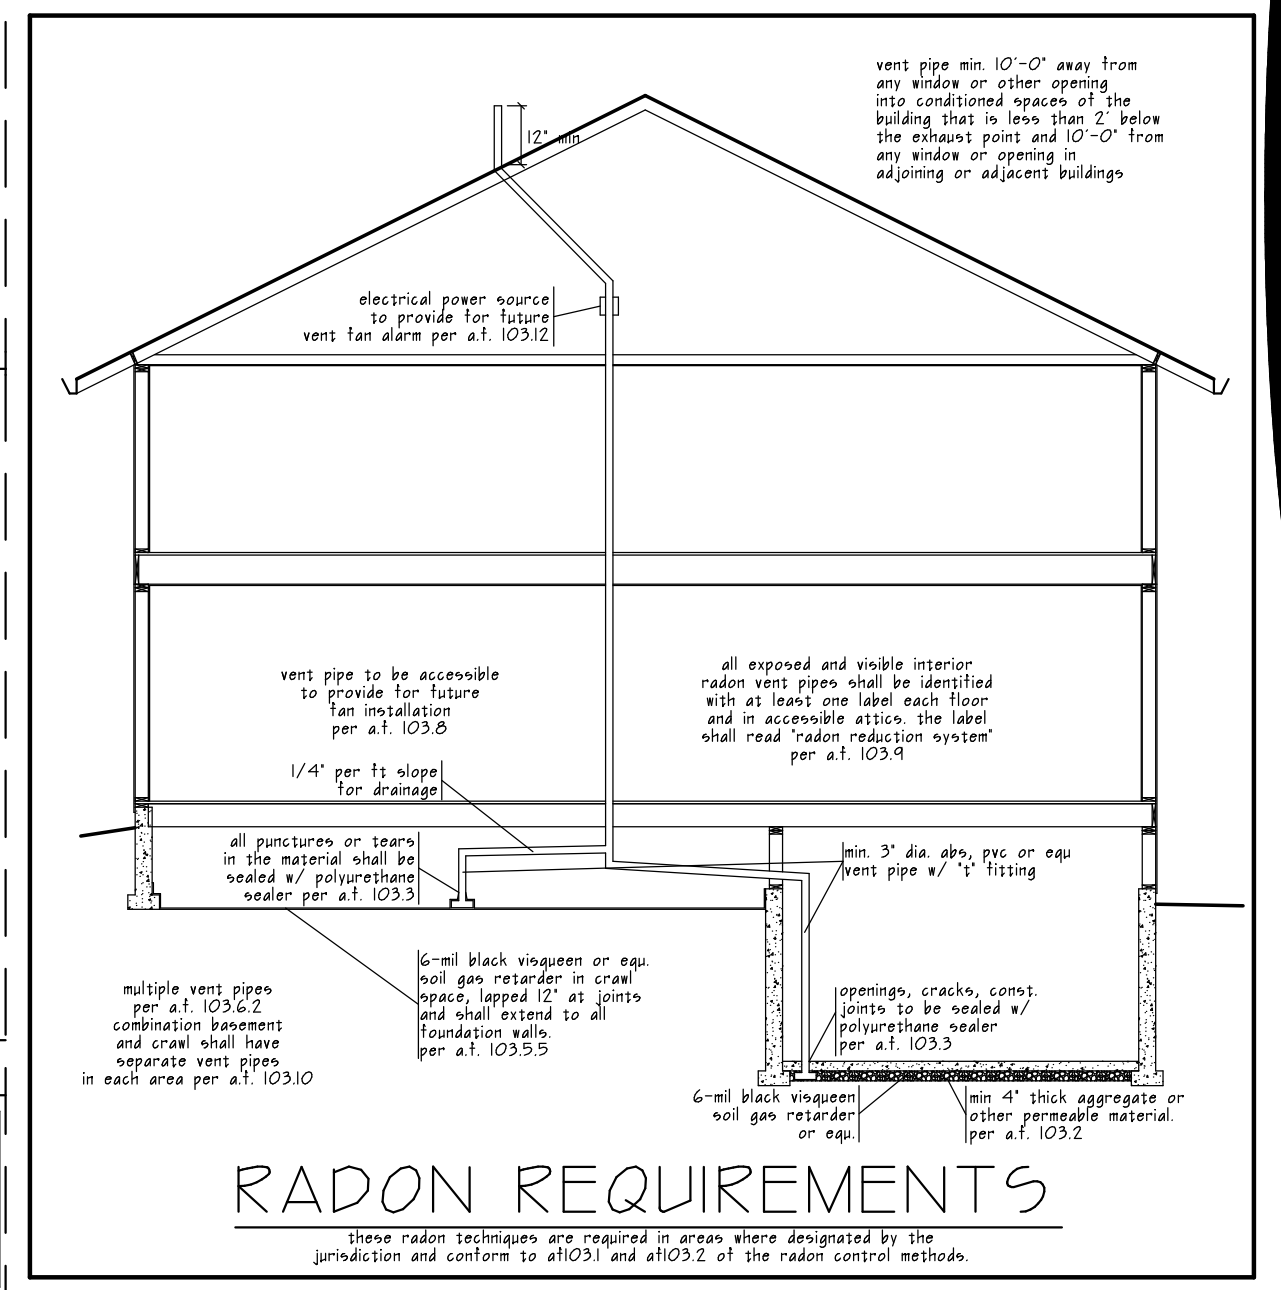 vent pipe min. 10'-0" away from
any window or other opening
into conditioned spaces of the
building that is less than 2' below
the exhaust point and 10'-0" from
any window or opening in
adjoining or adjacent buildings
12" min
electrical power source
to provide for future
vent fan alarm per a.f. 103.12
vent pipe to be accessible
to provide for future
fan installation
per a.f. 103.8
all exposed and visible interior
radon vent pipes shall be identified
with at least one label each floor
and in accessible attics. the label
shall read "radon reduction system"
per a.f. 103.9
1/4" per ft slope
for drainage
all punctures or tears
in the material shall be
sealed w/ polyurethane
sealer per a.f. 103.3
min. 3" dia. abs, pvc or equ
vent pipe w/ "t" fitting
6-mil black visqueen or equ.
soil gas retarder in crawl
space, lapped 12" at joints
and shall extend to all
foundation walls.
per a.f. 103.5.5
multiple vent pipes
per a.f. 103.6.2
combination basement
and crawl shall have
separate vent pipes
in each area per a.f. 103.10
openings, cracks, const.
joints to be sealed w/
polyurethane sealer
per a.f. 103.3
6-mil black visqueen
soil gas retarder
or equ.
min 4" thick aggregate or
other permeable material.
per a.f. 103.2
RADON REQUIREMENTS
these radon techniques are required in areas where designated by the
jurisdiction and conform to af103.1 and af103.2 of the radon control methods.